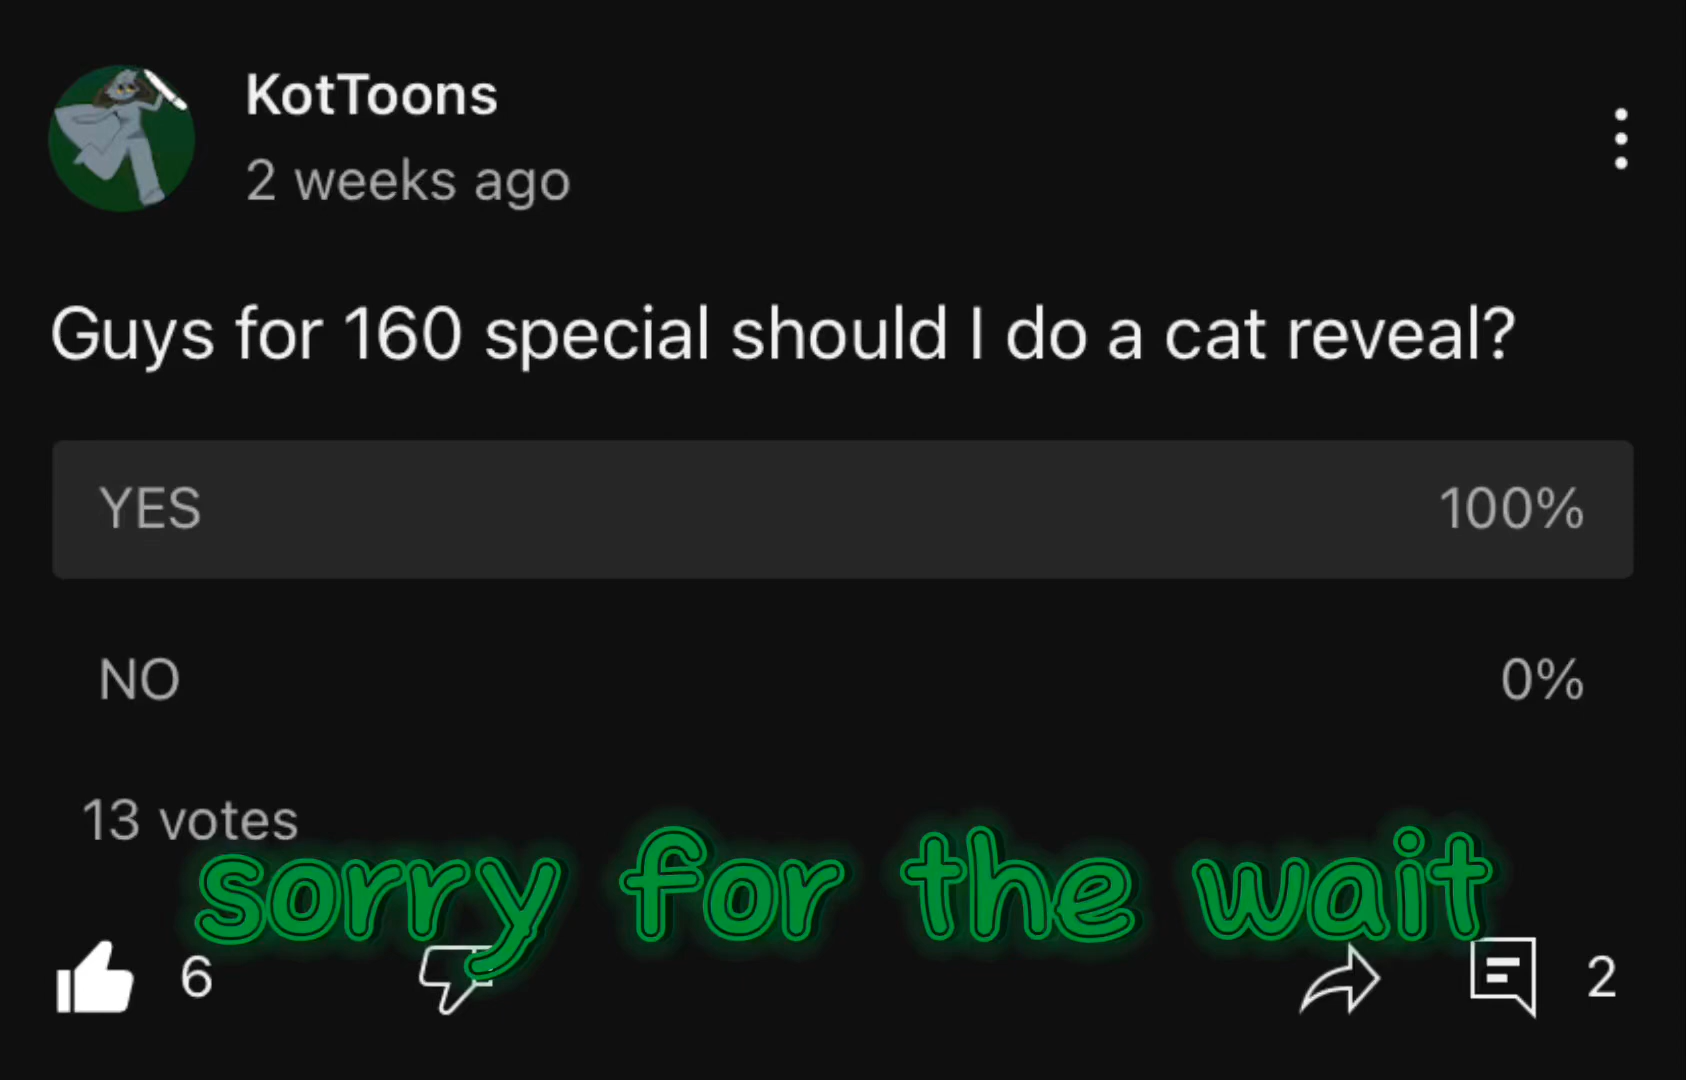 KotToons
2 weeks ago
Guys for 160 special should I do a cat reveal?
YES 100%
NO 0%
13 votes
sorry for the wait
6 2